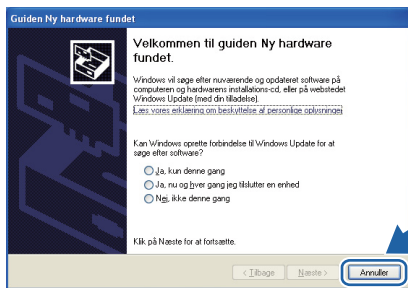 Guiden Ny hardware fundet
Velkommen til guiden Ny hardware
fundet.
Windows vil søge efter nuværende og opdateret software på
computeren og hardwarens installations-cd, eller på webstedet
Windows Update (med din tilladelse).
Læs vores erklæring om beskyttelse af personlige oplysninger
Kan Windows oprette forbindelse til Windows Update for at
søge efter software?
Ja, kun denne gang
Ja, nu og hver gang jeg tilslutter en enhed
Nej, ikke denne gang
Klik på Næste for at fortsætte.
< Tilbage
Næste >
Annuller